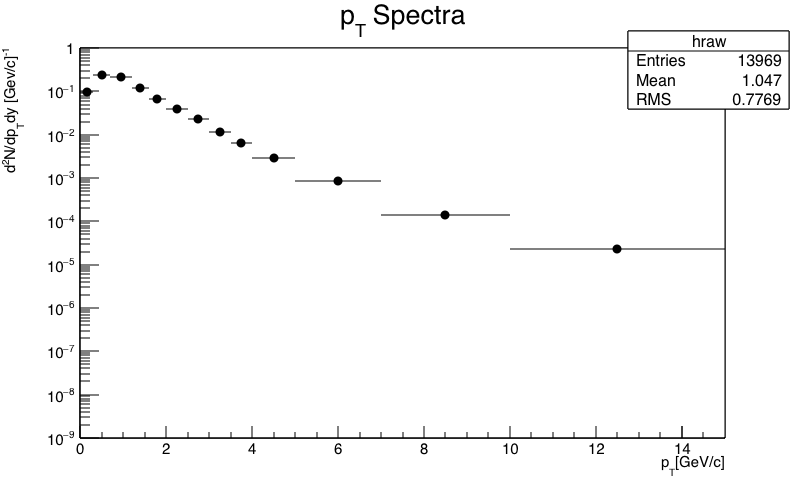 p_T Spectra
hraw
Entries 13969
Mean 1.047
RMS 0.7769
d²N/dp_T dy [Gev/c]⁻¹
1
10⁻¹
10⁻²
10⁻³
10⁻⁴
10⁻⁵
10⁻⁶
10⁻⁷
10⁻⁸
10⁻⁹
0 2 4 6 8 10 12 14
p_T[GeV/c]